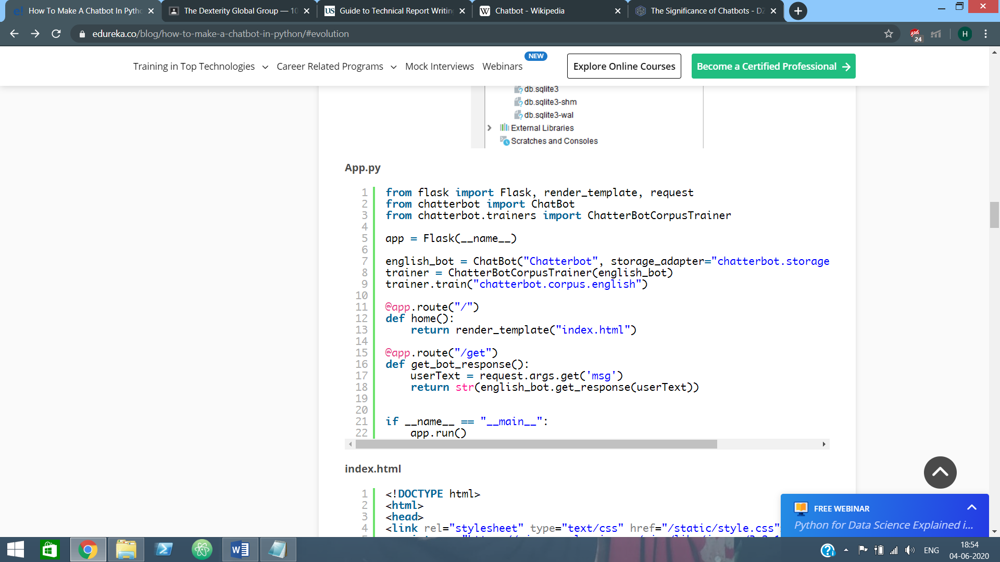 How To Make A Chatbot In Pytho
The Dexterity Global Group — 10
US Guide to Technical Report Writin
W Chatbot - Wikipedia
The Significance of Chatbots - DZ
edureka.co/blog/how-to-make-a-chatbot-in-python/#evolution
24
H
NEW
Training in Top Technologies
Career Related Programs
Mock Interviews
Webinars
Explore Online Courses
Become a Certified Professional
db.sqlite3
db.sqlite3-shm
db.sqlite3-wal
External Libraries
Scratches and Consoles
App.py
1 from flask import Flask, render_template, request
2 from chatterbot import ChatBot
3 from chatterbot.trainers import ChatterBotCorpusTrainer
4
5 app = Flask(__name__)
6
7 english_bot = ChatBot("Chatterbot", storage_adapter="chatterbot.storage
8 trainer = ChatterBotCorpusTrainer(english_bot)
9 trainer.train("chatterbot.corpus.english")
10
11 @app.route("/")
12 def home():
13 return render_template("index.html")
14
15 @app.route("/get")
16 def get_bot_response():
17 userText = request.args.get('msg')
18 return str(english_bot.get_response(userText))
19
20
21 if __name__ == "__main__":
22 app.run()
index.html
1 <!DOCTYPE html>
2 <html>
3 <head>
4 <link rel="stylesheet" type="text/css" href="/static/style.css"
FREE WEBINAR
Python for Data Science Explained i...
ENG
18:54
04-06-2020